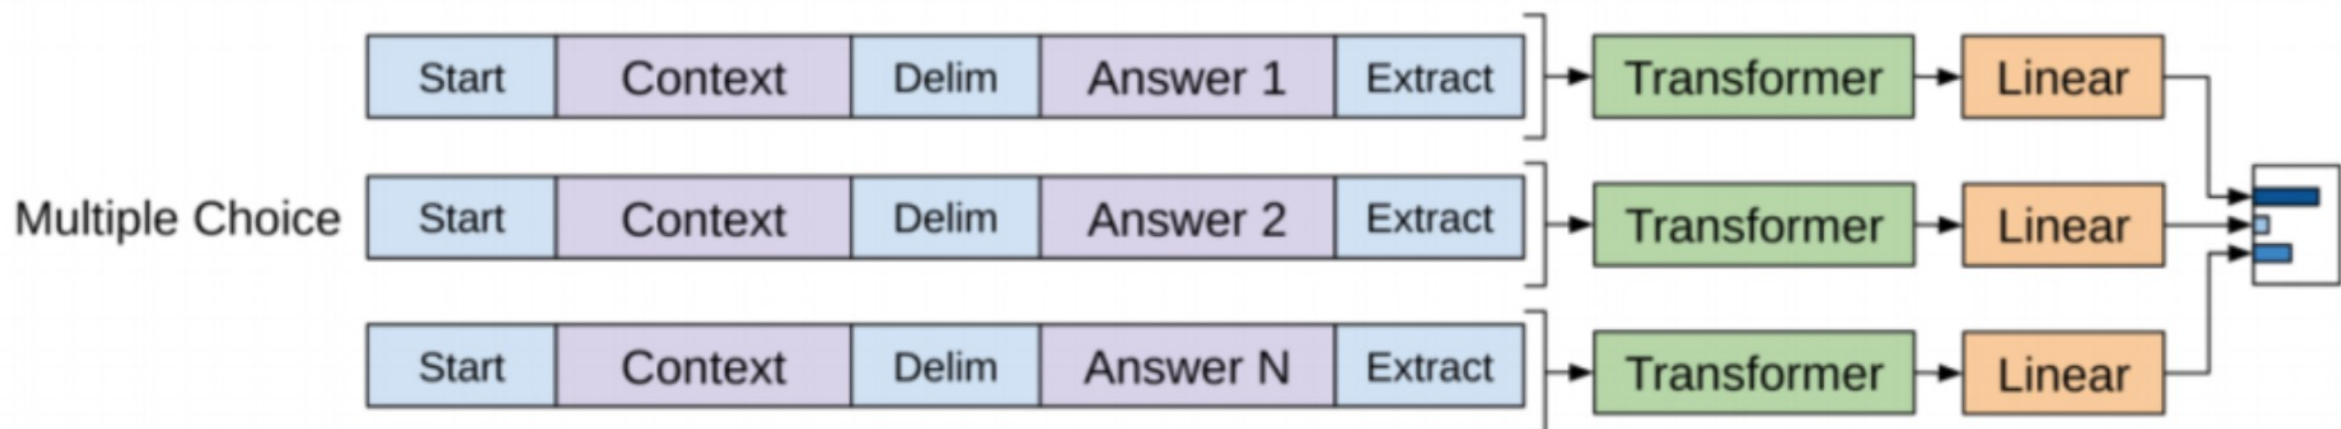 Start Context Delim Answer 1 Extract Transformer Linear
Multiple Choice Start Context Delim Answer 2 Extract Transformer Linear
Start Context Delim Answer N Extract Transformer Linear